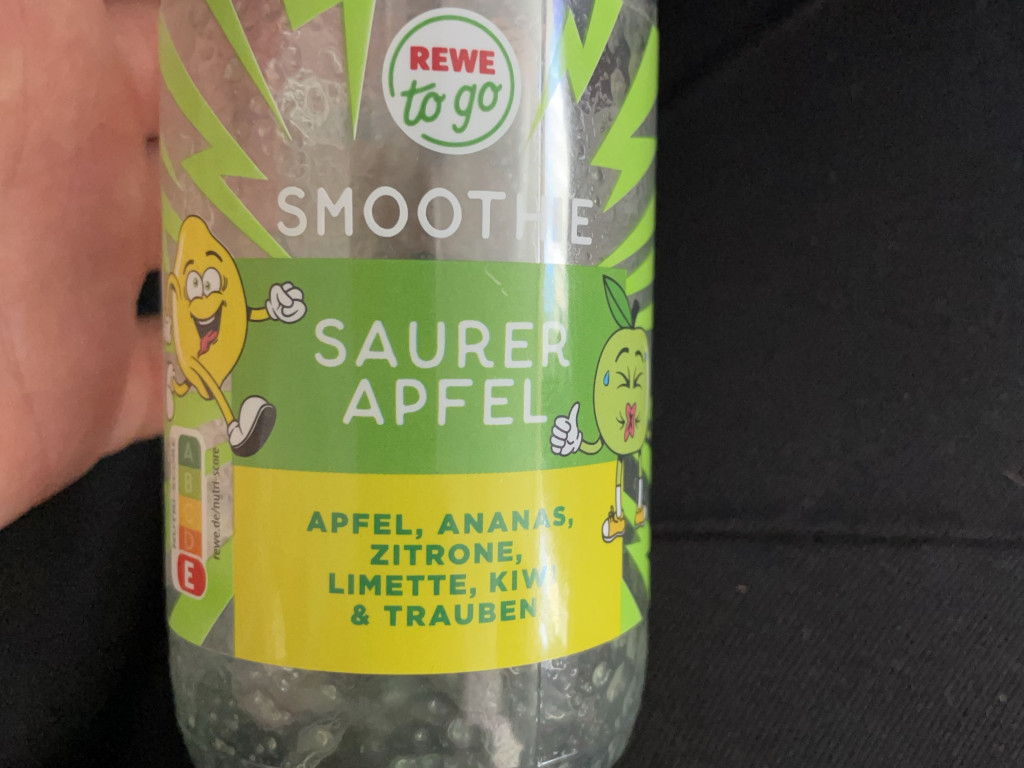 REWE
to go
SMOOTHIE
SAURER
APFEL
APFEL, ANANAS,
ZITRONE,
LIMETTE, KIWI
& TRAUBEN
NUTRI-SCORE
A
B
C
D
E
rewe.de/nutri-score